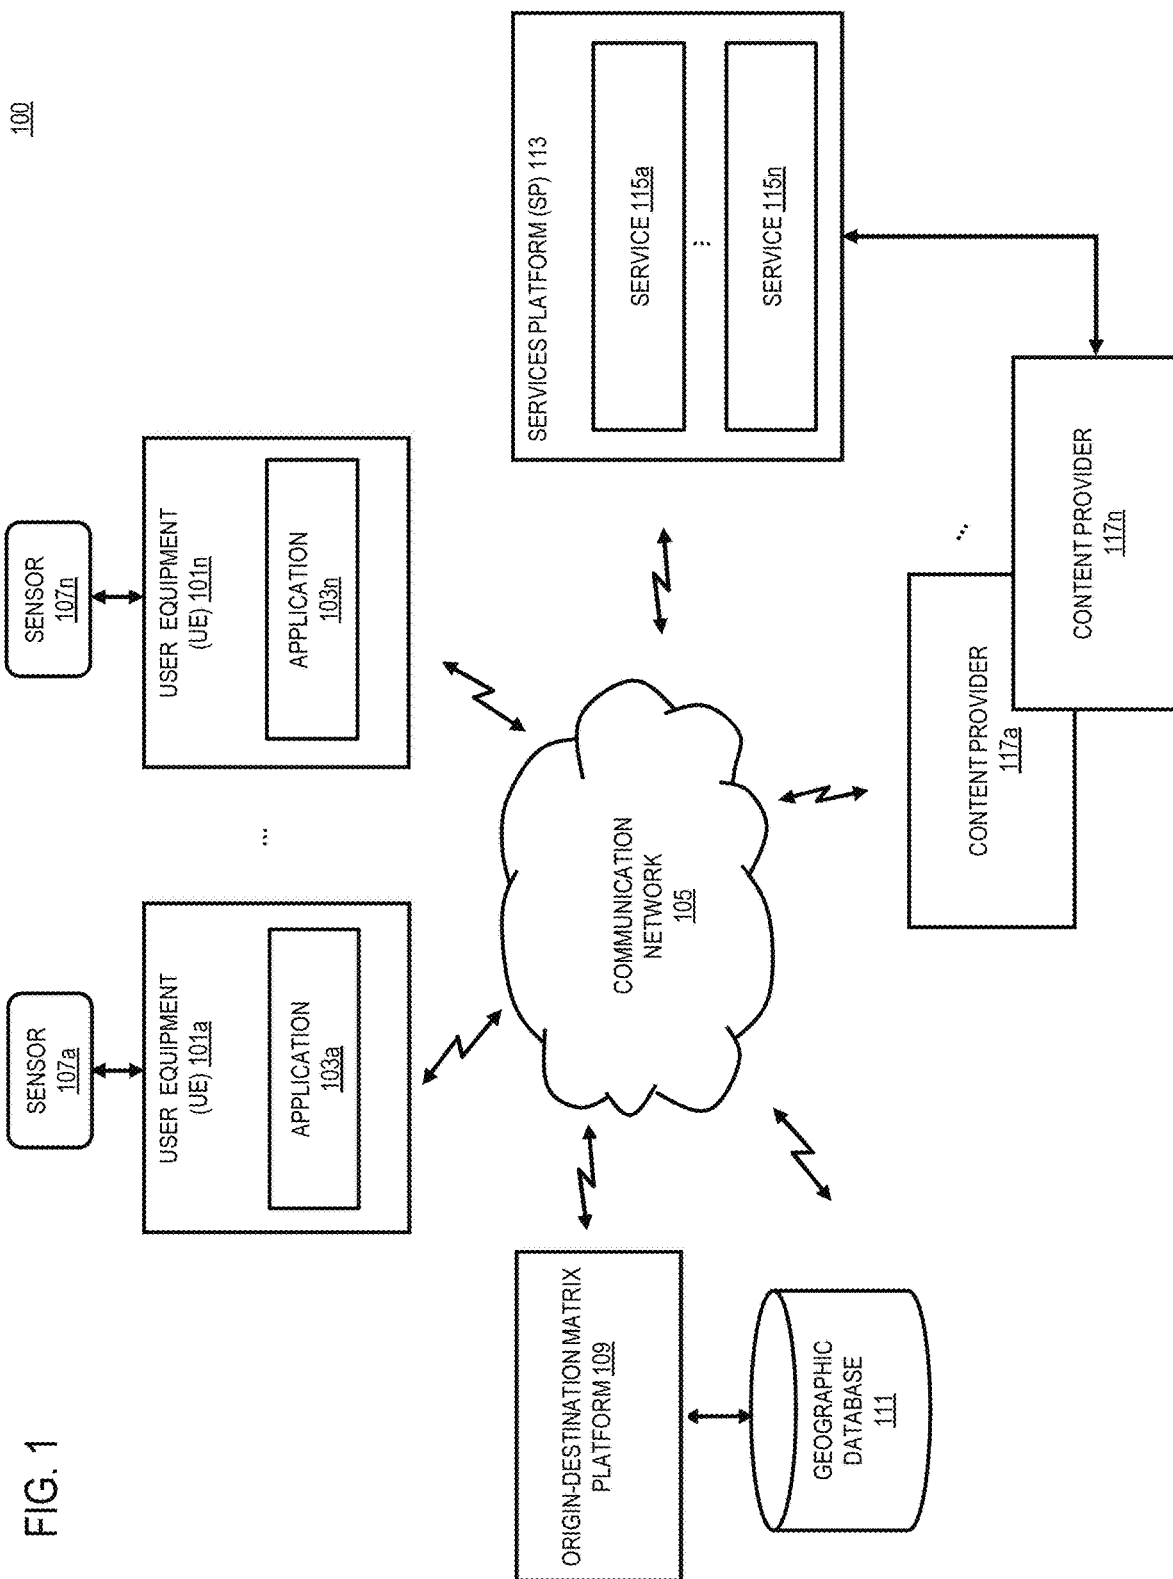 FIG. 1
100
SENSOR
107a
SENSOR
107n
USER EQUIPMENT
(UE) 101a
APPLICATION
103a
...
USER EQUIPMENT
(UE) 101n
APPLICATION
103n
COMMUNICATION
NETWORK
105
ORIGIN-DESTINATION MATRIX
PLATFORM 109
GEOGRAPHIC
DATABASE
111
SERVICES PLATFORM (SP) 113
SERVICE 115a
...
SERVICE 115n
CONTENT PROVIDER
117a
...
CONTENT PROVIDER
117n